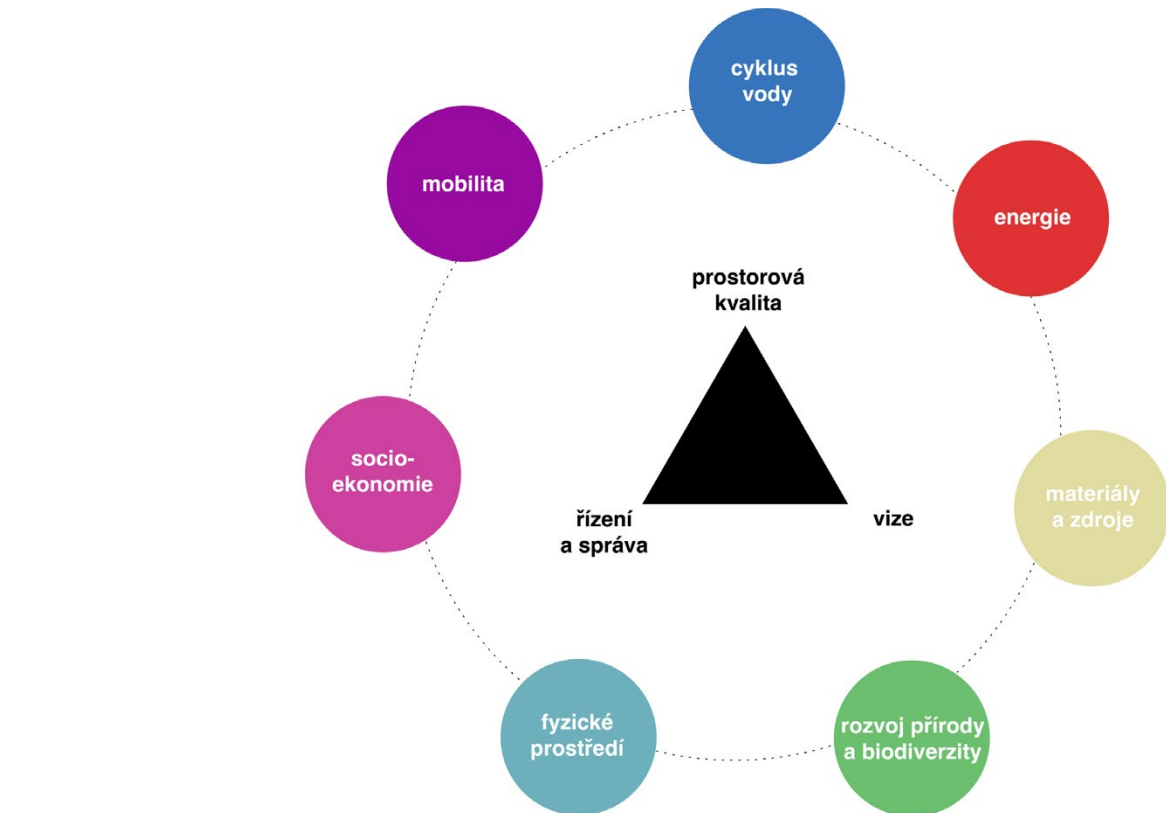 cyklus
vody
mobilita
energie
prostorová
kvalita
socio-
ekonomie
materiály
a zdroje
řízení
a správa
vize
fyzické
prostředí
rozvoj přírody
a biodiverzity